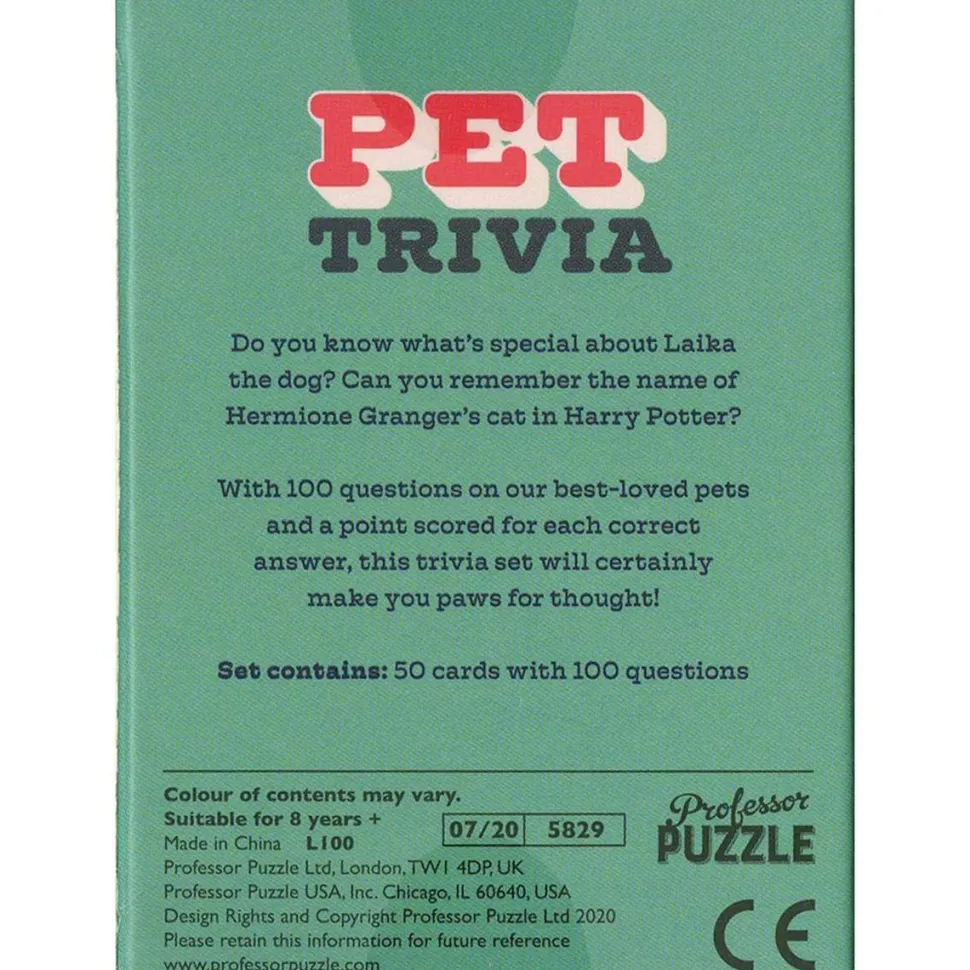 PET
TRIVIA
Do you know what's special about Laika
the dog? Can you remember the name of
Hermione Granger's cat in Harry Potter?
With 100 questions on our best-loved pets
and a point scored for each correct
answer, this trivia set will certainly
make you paws for thought!
Set contains: 50 cards with 100 questions
Colour of contents may vary.
Suitable for 8 years +
Made in China L100
07/20 5829
Professor
PUZZLE
Professor Puzzle Ltd, London, TW1 4DP, UK
Professor Puzzle USA, Inc. Chicago, IL 60640, USA
Design Rights and Copyright Professor Puzzle Ltd 2020
Please retain this information for future reference
www.professorpuzzle.com
CE